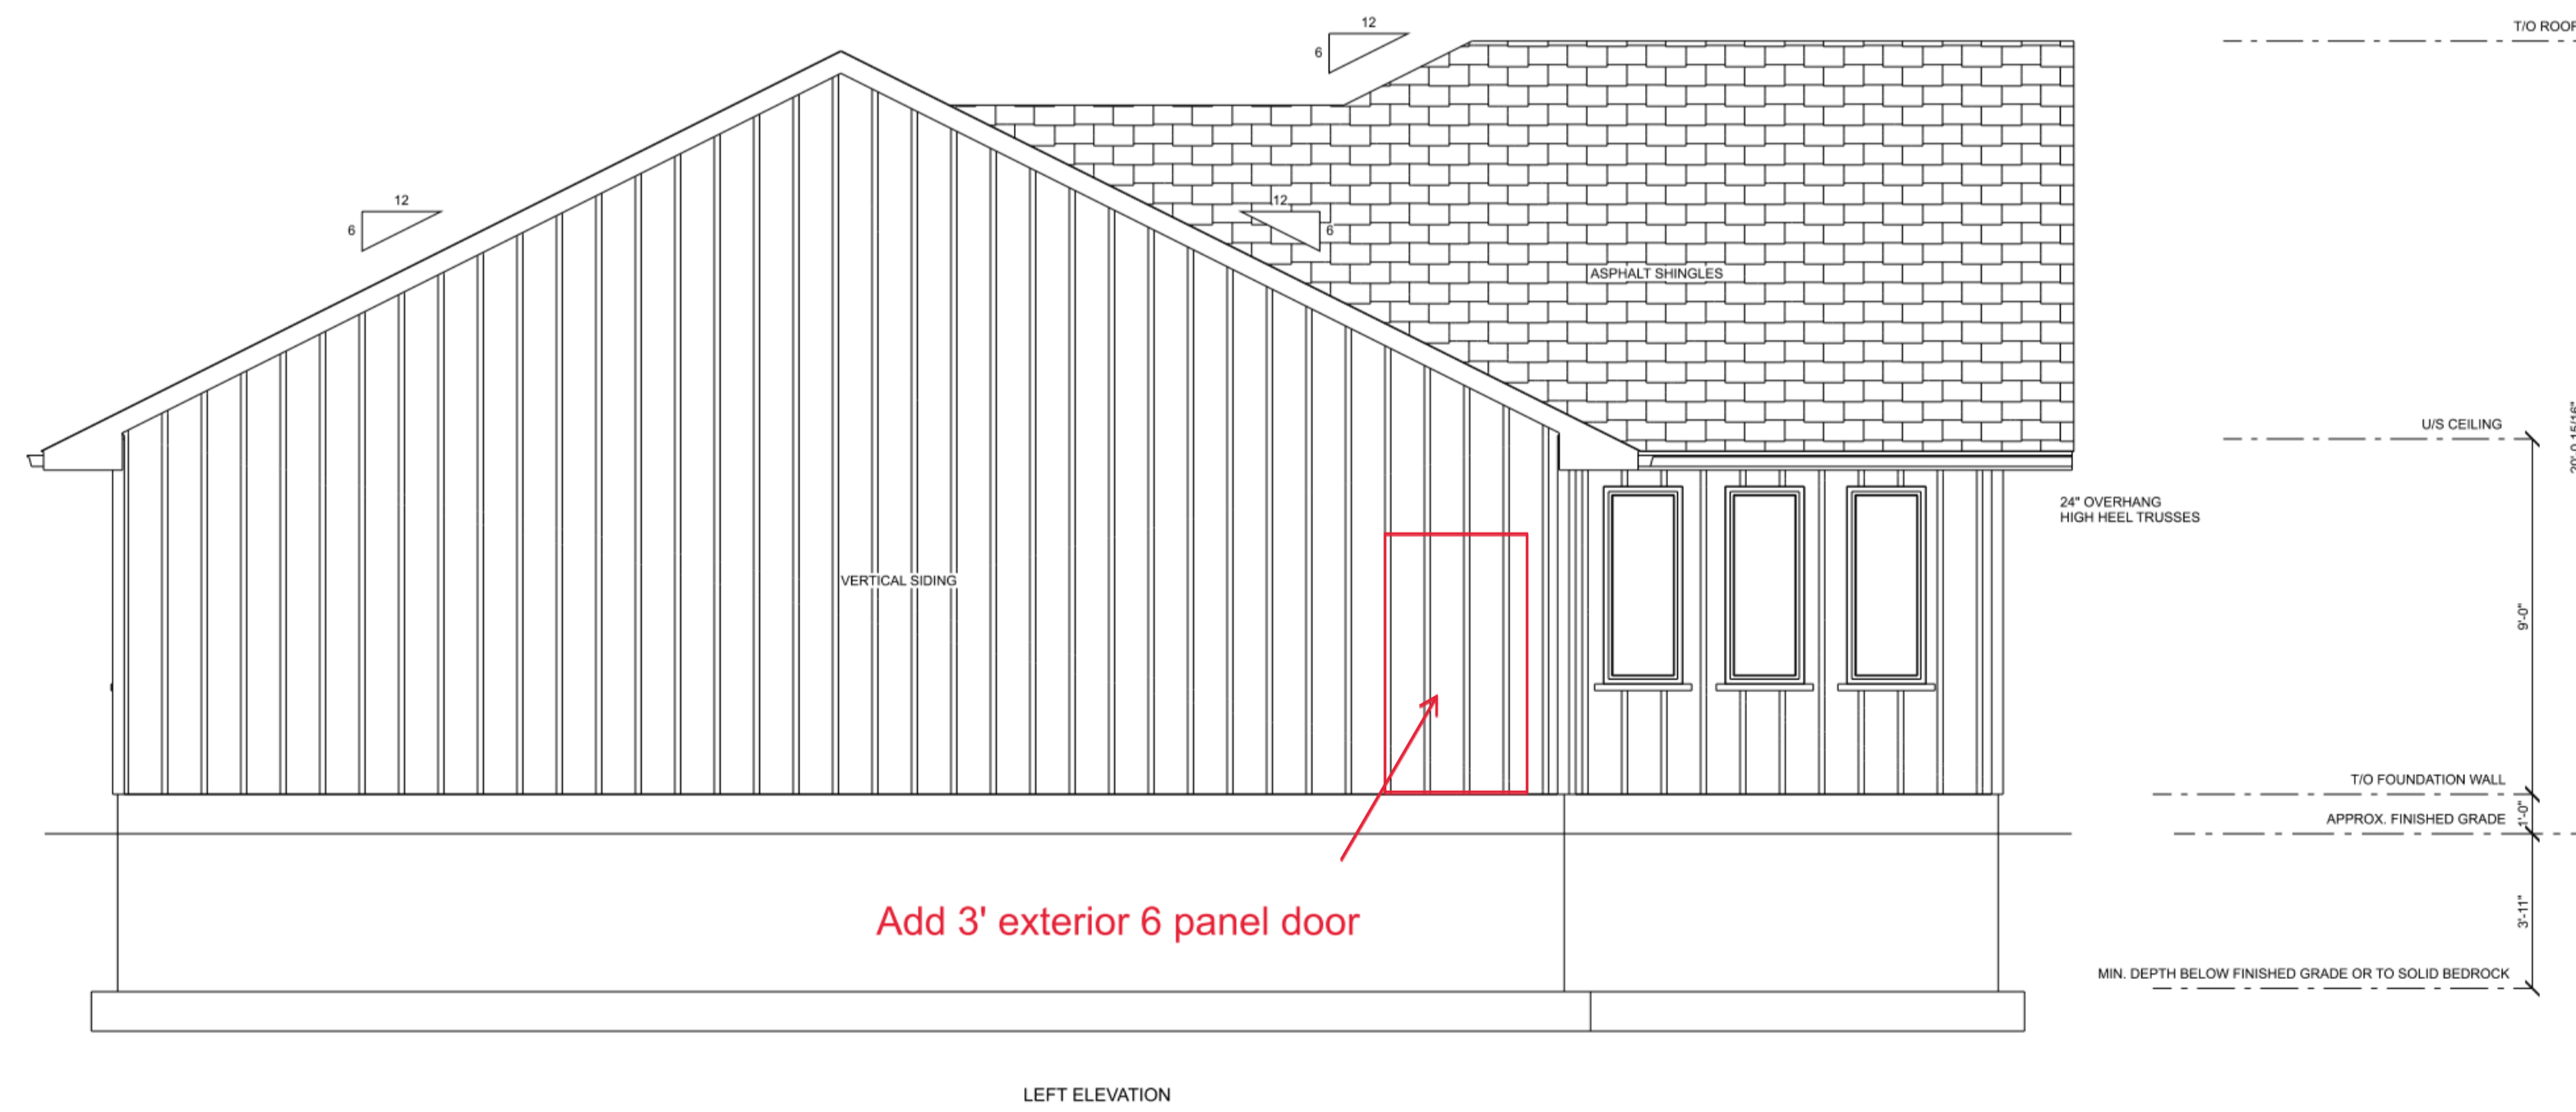 12
6
T/O ROOF
12
6
12
6
ASPHALT SHINGLES
U/S CEILING
24" OVERHANG
HIGH HEEL TRUSSES
VERTICAL SIDING
9'-0"
T/O FOUNDATION WALL
1'-0"
APPROX. FINISHED GRADE
Add 3' exterior 6 panel door
3'-11"
MIN. DEPTH BELOW FINISHED GRADE OR TO SOLID BEDROCK
LEFT ELEVATION